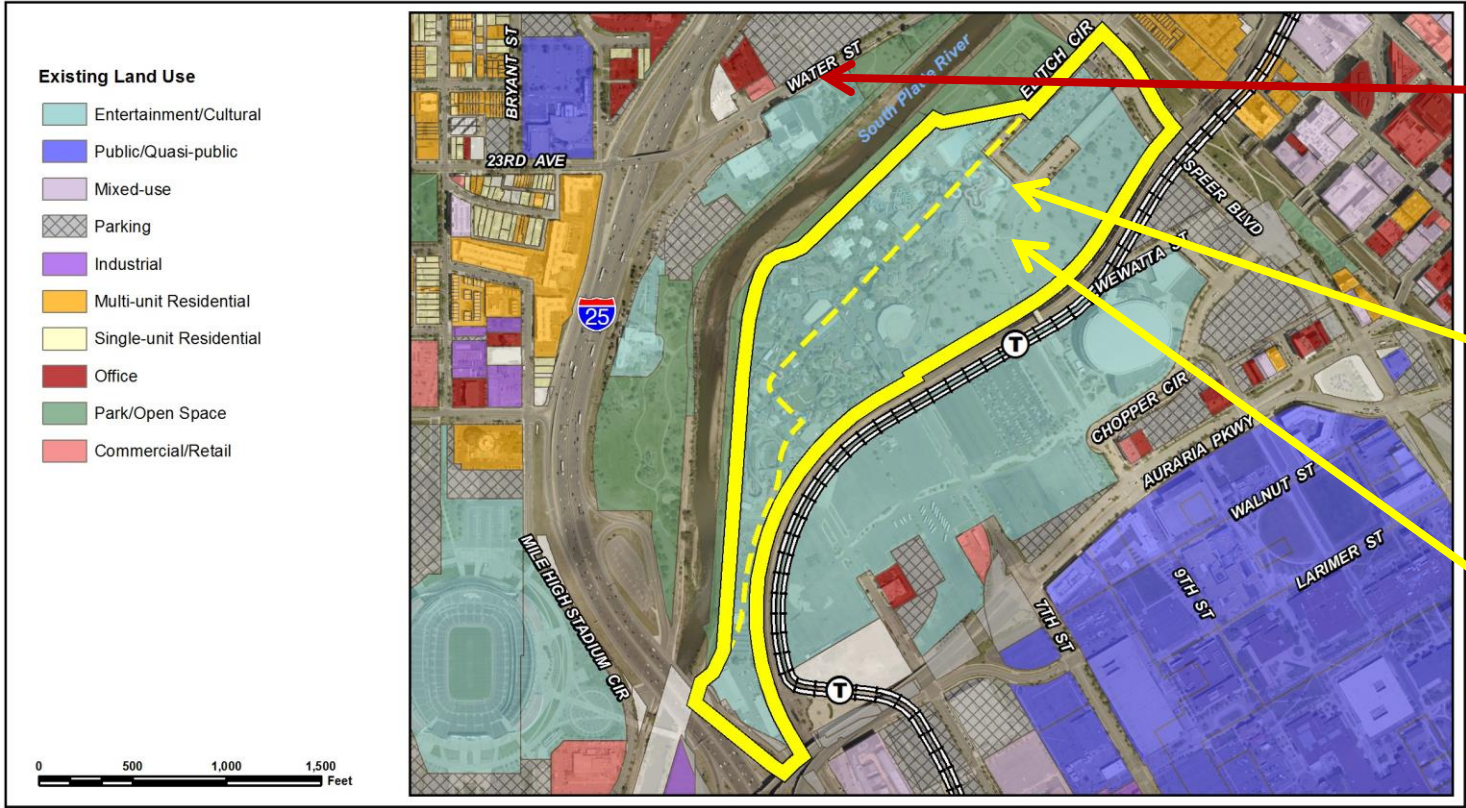 Existing Land Use
Entertainment/Cultural
Public/Quasi-public
Mixed-use
Parking
Industrial
Multi-unit Residential
Single-unit Residential
Office
Park/Open Space
Commercial/Retail
0 500 1,000 1,500
Feet
BRYANT ST
WATER ST
South Platte River
ELITCH CIR
23RD AVE
SPEER BLVD
WEWATTA ST
25
T
CHOPPER CIR
AURARIA PKWY
WALNUT ST
LARIMER ST
9TH ST
7TH ST
MILE HIGH STADIUM CIR
T